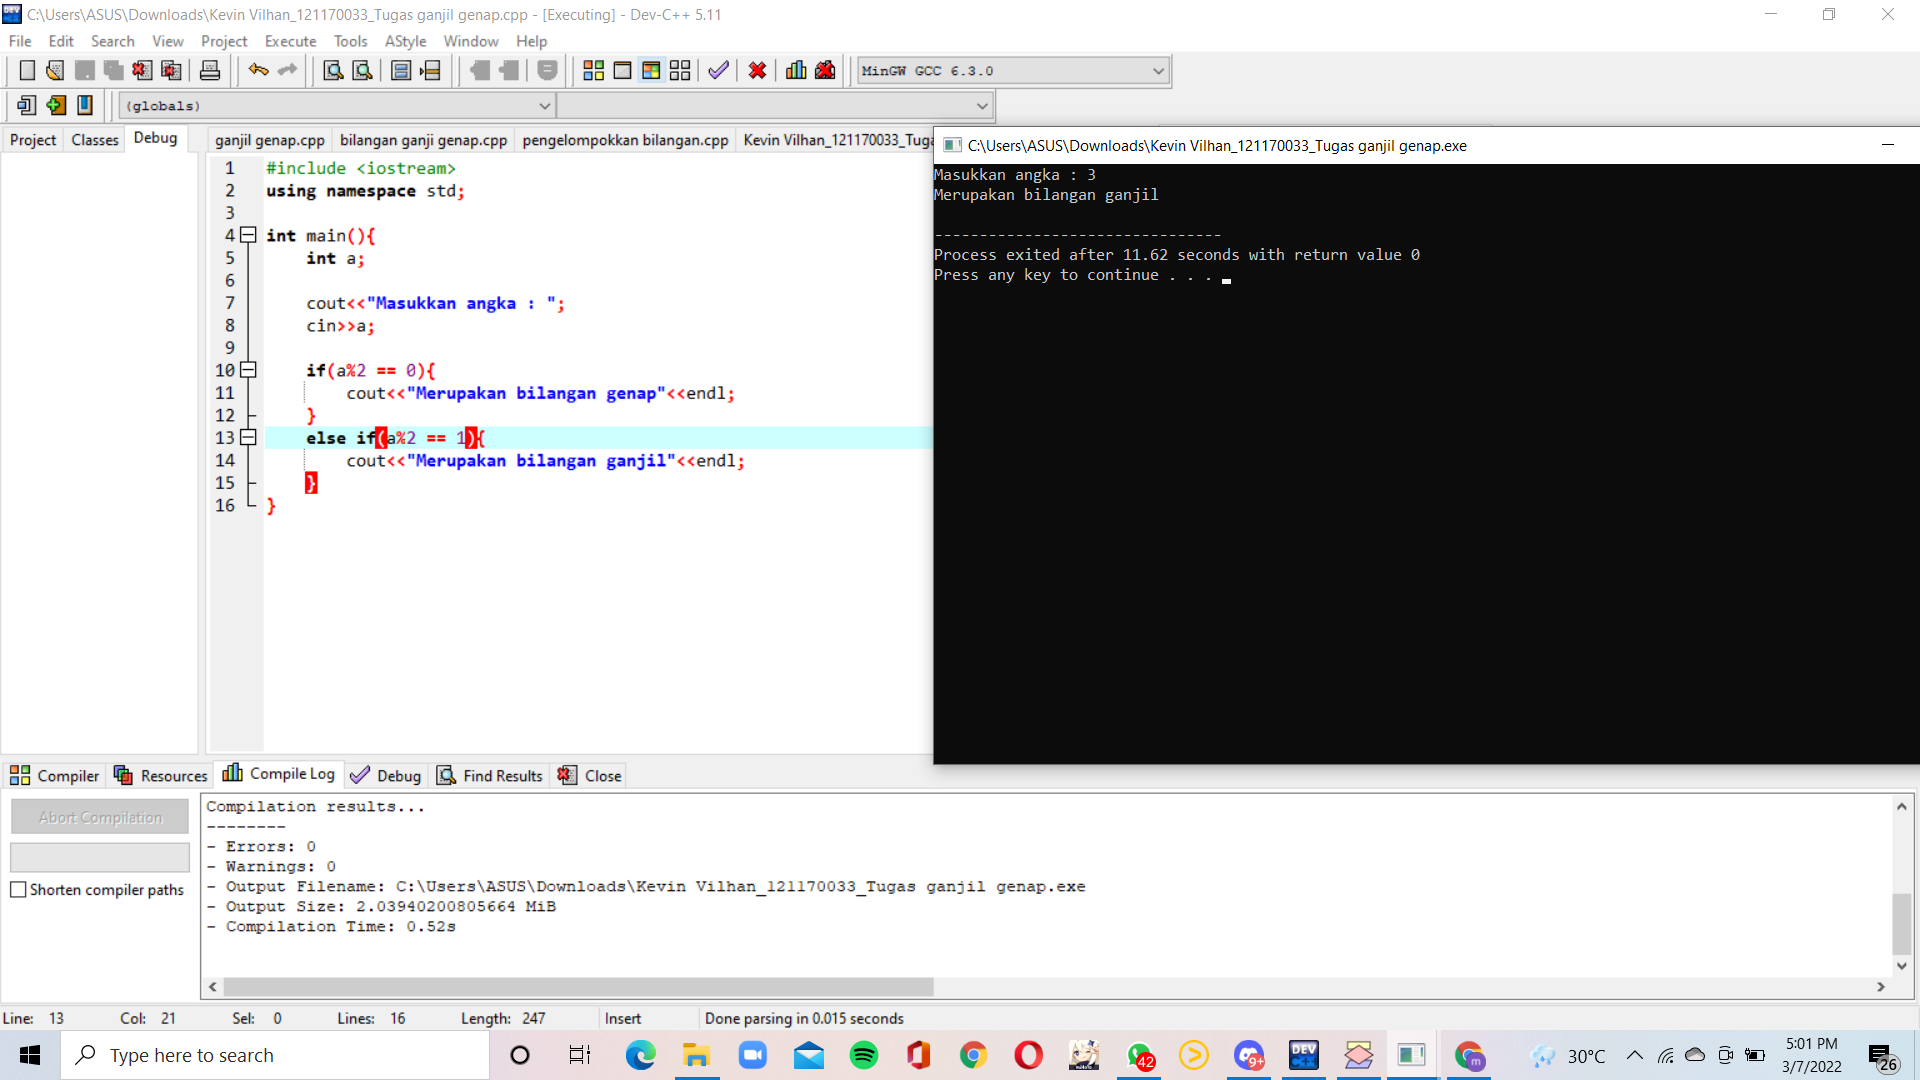 C:\Users\ASUS\Downloads\Kevin Vilhan_121170033_Tugas ganjil genap.cpp - [Executing] - Dev-C++ 5.11
File Edit Search View Project Execute Tools AStyle Window Help
MinGW GCC 6.3.0
(globals)
Project Classes Debug
ganjil genap.cpp bilangan ganji genap.cpp pengelompokkan bilangan.cpp Kevin Vilhan_121170033_Tuga
1 #include <iostream>
2 using namespace std;
3
4 int main(){
5 int a;
6
7 cout<<"Masukkan angka : ";
8 cin>>a;
9
10 if(a%2 == 0){
11 cout<<"Merupakan bilangan genap"<<endl;
12 }
13 else if(a%2 == 1){
14 cout<<"Merupakan bilangan ganjil"<<endl;
15 }
16 }
C:\Users\ASUS\Downloads\Kevin Vilhan_121170033_Tugas ganjil genap.exe
Masukkan angka : 3
Merupakan bilangan ganjil
--------------------------------
Process exited after 11.62 seconds with return value 0
Press any key to continue . . .
Compiler Resources Compile Log Debug Find Results Close
Abort Compilation
Shorten compiler paths
Compilation results...
--------
- Errors: 0
- Warnings: 0
- Output Filename: C:\Users\ASUS\Downloads\Kevin Vilhan_121170033_Tugas ganjil genap.exe
- Output Size: 2.03940200805664 MiB
- Compilation Time: 0.52s
Line: 13 Col: 21 Sel: 0 Lines: 16 Length: 247 Insert Done parsing in 0.015 seconds
Type here to search
42
9+
DEV C++
m
30°C
5:01 PM
3/7/2022
26